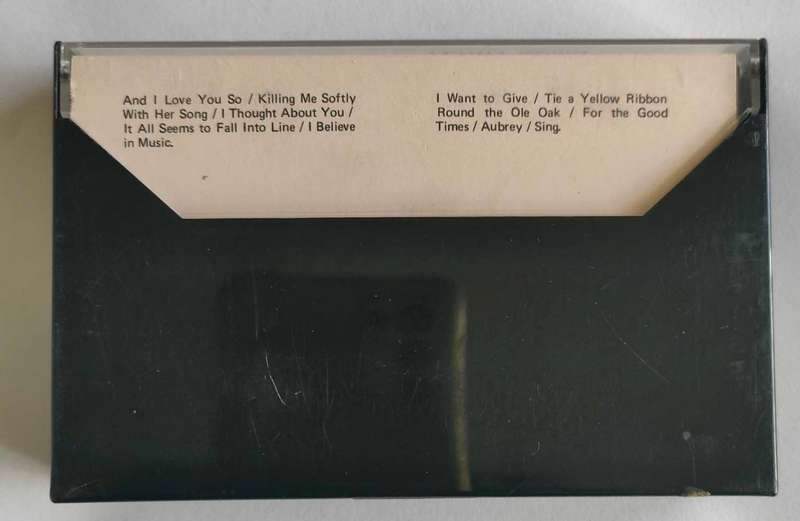 And I Love You So / Killing Me Softly
With Her Song / I Thought About You /
It All Seems to Fall Into Line / I Believe
in Music.
I Want to Give / Tie a Yellow Ribbon
Round the Ole Oak / For the Good
Times / Aubrey / Sing.